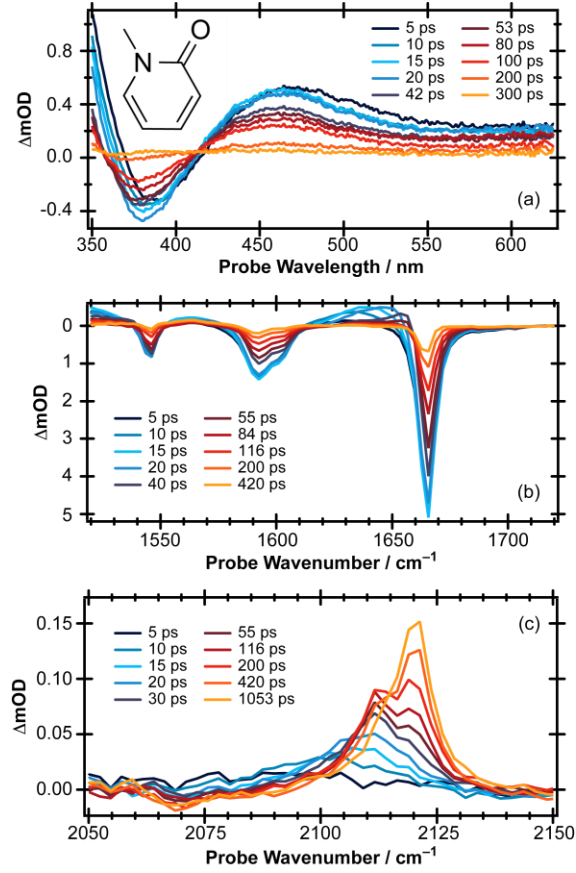 N
O
5 ps 53 ps
10 ps 80 ps
15 ps 100 ps
20 ps 200 ps
42 ps 300 ps
0.8
0.4
0.0
-0.4
ΔmOD
(a)
350 400 450 500 550 600
Probe Wavelength / nm
0
1
2
3
4
5
ΔmOD
5 ps 55 ps
10 ps 84 ps
15 ps 116 ps
20 ps 200 ps
40 ps 420 ps
(b)
1550 1600 1650 1700
Probe Wavenumber / cm⁻¹
0.15
0.10
0.05
0.00
ΔmOD
5 ps 55 ps
10 ps 116 ps
15 ps 200 ps
20 ps 420 ps
30 ps 1053 ps
(c)
2050 2075 2100 2125 2150
Probe Wavenumber / cm⁻¹